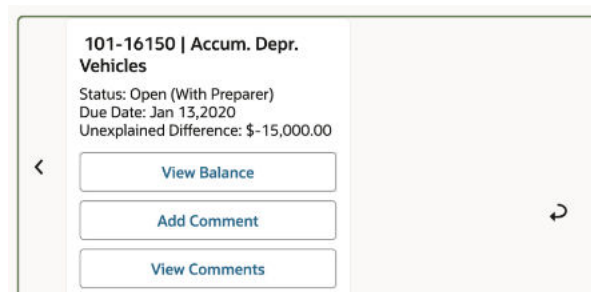 101-16150 | Accum. Depr.
Vehicles
Status: Open (With Preparer)
Due Date: Jan 13,2020
Unexplained Difference: $-15,000.00
View Balance
Add Comment
View Comments